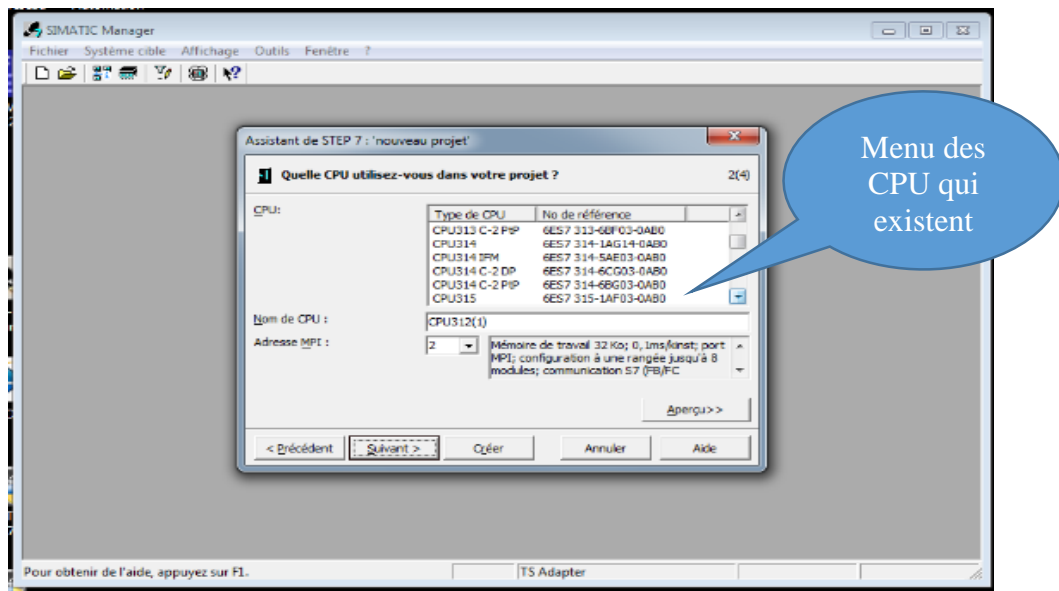 SIMATIC Manager
Fichier Système cible Affichage Outils Fenêtre ?
Assistant de STEP 7 : 'nouveau projet'
Quelle CPU utilisez-vous dans votre projet ? 2(4)
CPU:
Type de CPU No de référence
CPU313 C-2 PtP 6ES7 313-6BF03-0AB0
CPU314 6ES7 314-1AG14-0AB0
CPU314 IFM 6ES7 314-5AE03-0AB0
CPU314 C-2 DP 6ES7 314-6CG03-0AB0
CPU314 C-2 PtP 6ES7 314-6BG03-0AB0
CPU315 6ES7 315-1AF03-0AB0
Nom de CPU :
CPU312(1)
Adresse MPI :
2
Mémoire de travail 32 Ko; 0,1ms/kinst; port
MPI; configuration à une rangée jusqu'à 8
modules; communication S7 (FB/FC
Aperçu>>
< Précédent Suivant > Créer Annuler Aide
Menu des
CPU qui
existent
Pour obtenir de l'aide, appuyez sur F1. TS Adapter